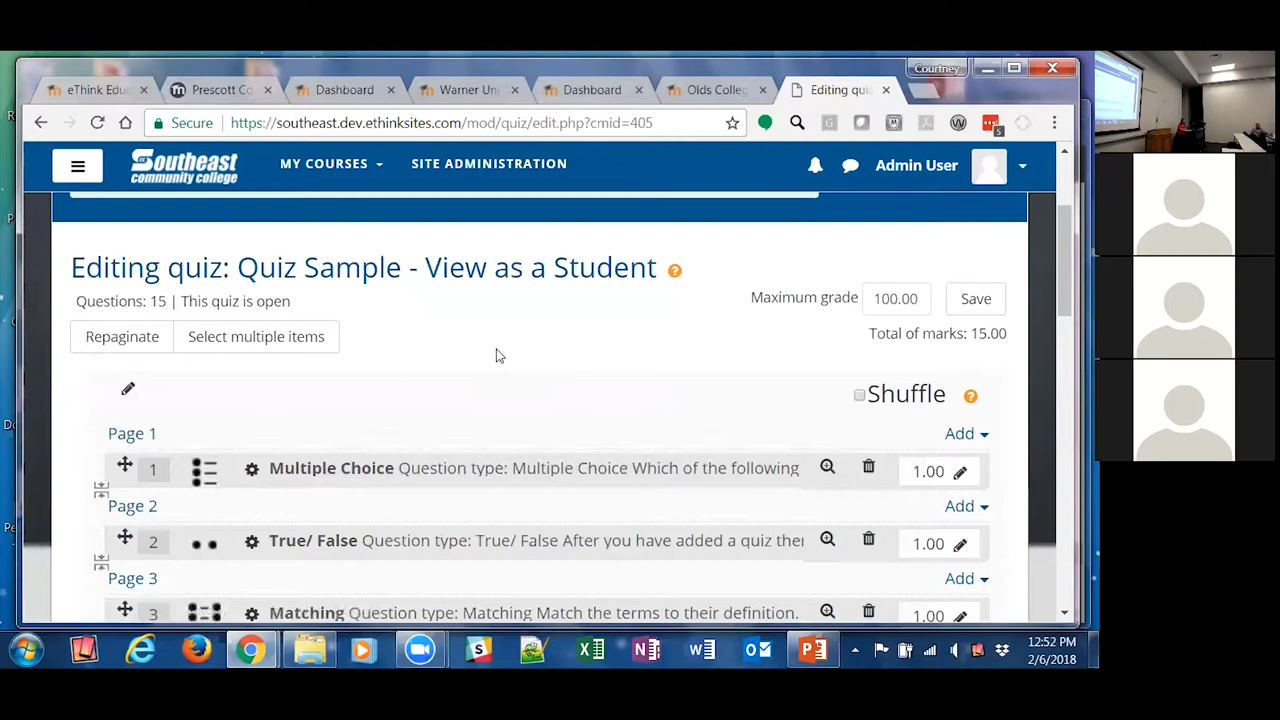 Courtney
eThink Edu
Prescott Co
Dashboard
Warner Un
Dashboard
Olds Colleg
Editing qui
Secure
https://southeast.dev.ethinksites.com/mod/quiz/edit.php?cmid=405
5
Southeast
community college
MY COURSES
SITE ADMINISTRATION
Admin User
Editing quiz: Quiz Sample - View as a Student
Questions: 15 | This quiz is open
Maximum grade 100.00 Save
Repaginate Select multiple items
Total of marks: 15.00
Shuffle
Page 1 Add
1 Multiple Choice Question type: Multiple Choice Which of the following 1.00
Page 2 Add
2 True/ False Question type: True/ False After you have added a quiz the 1.00
Page 3 Add
3 Matching Question type: Matching Match the terms to their definition. 1.00
12:52 PM
2/6/2018